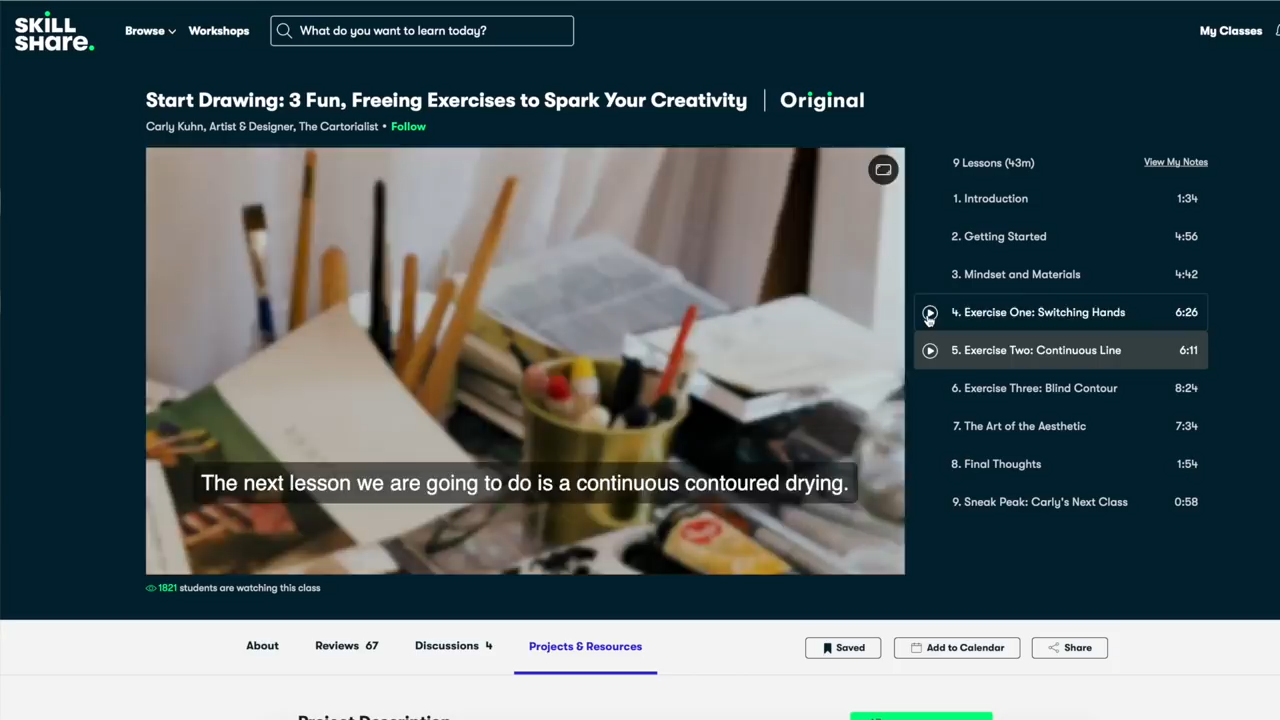 SKiLL
SHare.
Browse
Workshops
What do you want to learn today?
My Classes
Start Drawing: 3 Fun, Freeing Exercises to Spark Your Creativity
Original
Carly Kuhn, Artist & Designer, The Cartorialist • Follow
9 Lessons (43m)
View My Notes
1. Introduction 1:34
2. Getting Started 4:56
3. Mindset and Materials 4:42
4. Exercise One: Switching Hands 6:26
5. Exercise Two: Continuous Line 6:11
6. Exercise Three: Blind Contour 8:24
7. The Art of the Aesthetic 7:34
8. Final Thoughts 1:54
9. Sneak Peak: Carly's Next Class 0:58
The next lesson we are going to do is a continuous contoured drying.
1821 students are watching this class
About
Reviews 67
Discussions 4
Projects & Resources
Saved
Add to Calendar
Share
Project Description